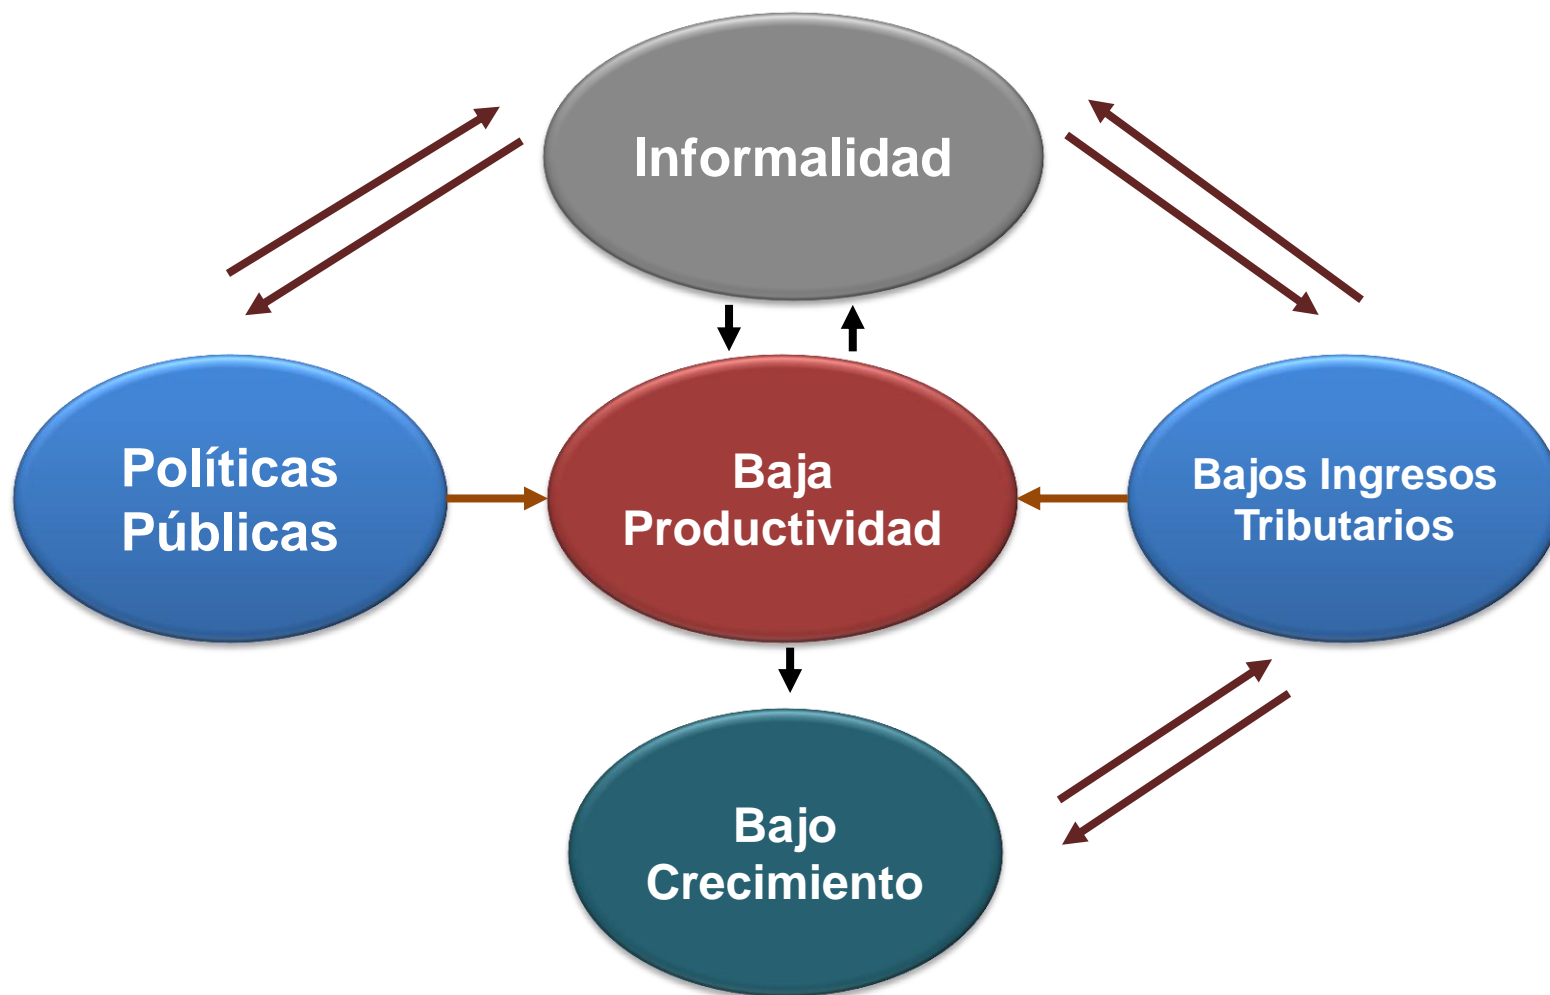 Informalidad
Políticas
Públicas
Baja
Productividad
Bajos Ingresos
Tributarios
Bajo
Crecimiento